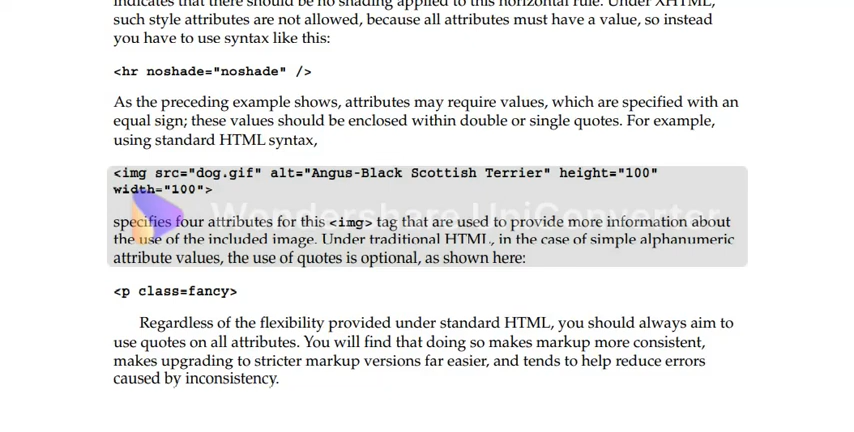 indicates that there should be no shading applied to this horizontal rule. Under XHTML,
such style attributes are not allowed, because all attributes must have a value, so instead
you have to use syntax like this:
<hr noshade="noshade" />
As the preceding example shows, attributes may require values, which are specified with an
equal sign; these values should be enclosed within double or single quotes. For example,
using standard HTML syntax,
<img src="dog.gif" alt="Angus-Black Scottish Terrier" height="100"
width="100">
Wondershare UniConverter
specifies four attributes for this <img> tag that are used to provide more information about
the use of the included image. Under traditional HTML, in the case of simple alphanumeric
attribute values, the use of quotes is optional, as shown here:
<p class=fancy>
Regardless of the flexibility provided under standard HTML, you should always aim to
use quotes on all attributes. You will find that doing so makes markup more consistent,
makes upgrading to stricter markup versions far easier, and tends to help reduce errors
caused by inconsistency.